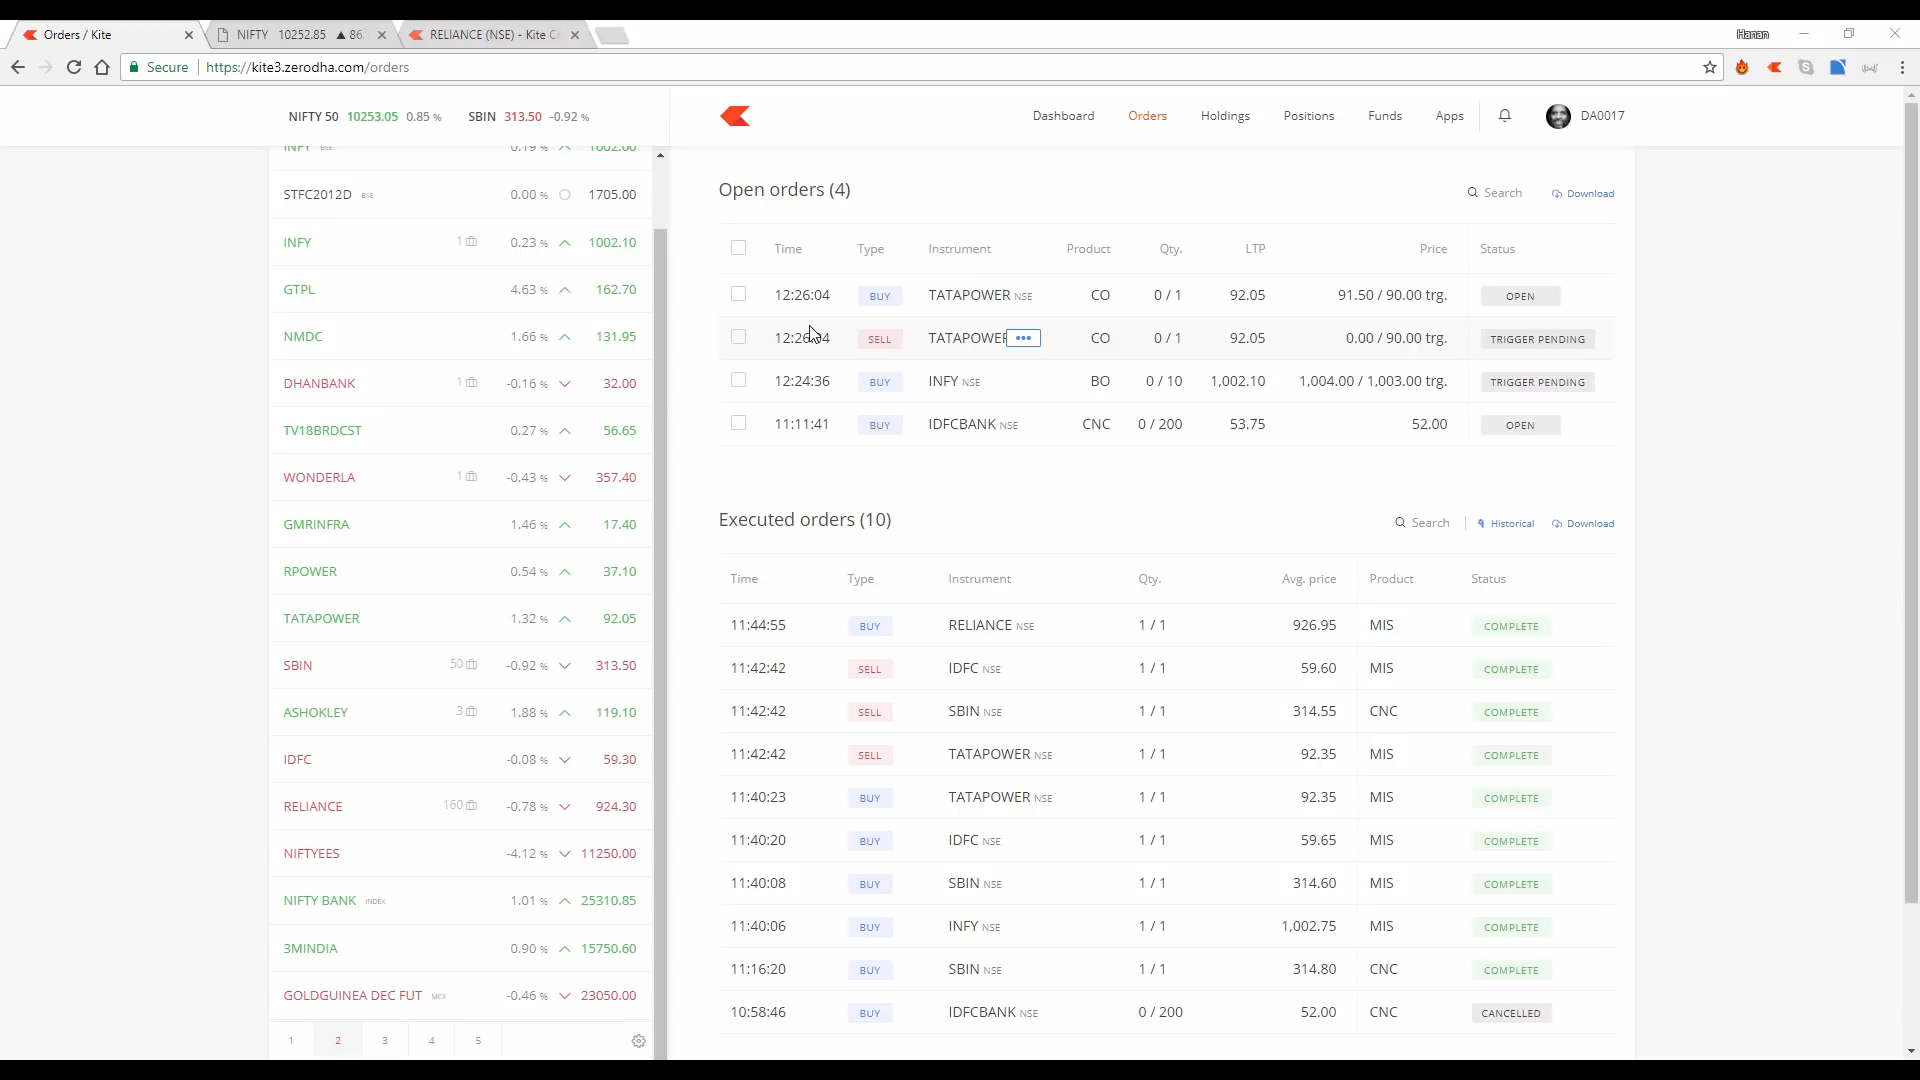 Orders / Kite
NIFTY 10252.85 ▲ 86.
RELIANCE (NSE) - Kite C
Hanan
Secure https://kite3.zerodha.com/orders
NIFTY 50 10253.05 0.85 % SBIN 313.50 -0.92 %
Dashboard Orders Holdings Positions Funds Apps DA0017
INFY BSE 0.19 % 1002.00
STFC2012D BSE 0.00 % 1705.00
INFY 1 0.23 % 1002.10
GTPL 4.63 % 162.70
NMDC 1.66 % 131.95
DHANBANK 1 -0.16 % 32.00
TV18BRDCST 0.27 % 56.65
WONDERLA 1 -0.43 % 357.40
GMRINFRA 1.46 % 17.40
RPOWER 0.54 % 37.10
TATAPOWER 1.32 % 92.05
SBIN 50 -0.92 % 313.50
ASHOKLEY 3 1.88 % 119.10
IDFC -0.08 % 59.30
RELIANCE 160 -0.78 % 924.30
NIFTYEES -4.12 % 11250.00
NIFTY BANK INDEX 1.01 % 25310.85
3MINDIA 0.90 % 15750.60
GOLDGUINEA DEC FUT MCX -0.46 % 23050.00
1 2 3 4 5
Open orders (4) Search Download
Time Type Instrument Product Qty. LTP Price Status
12:26:04 BUY TATAPOWER NSE CO 0 / 1 92.05 91.50 / 90.00 trg. OPEN
12:26:04 SELL TATAPOWER CO 0 / 1 92.05 0.00 / 90.00 trg. TRIGGER PENDING
12:24:36 BUY INFY NSE BO 0 / 10 1,002.10 1,004.00 / 1,003.00 trg. TRIGGER PENDING
11:11:41 BUY IDFCBANK NSE CNC 0 / 200 53.75 52.00 OPEN
Executed orders (10) Search Historical Download
Time Type Instrument Qty. Avg. price Product Status
11:44:55 BUY RELIANCE NSE 1 / 1 926.95 MIS COMPLETE
11:42:42 SELL IDFC NSE 1 / 1 59.60 MIS COMPLETE
11:42:42 SELL SBIN NSE 1 / 1 314.55 CNC COMPLETE
11:42:42 SELL TATAPOWER NSE 1 / 1 92.35 MIS COMPLETE
11:40:23 BUY TATAPOWER NSE 1 / 1 92.35 MIS COMPLETE
11:40:20 BUY IDFC NSE 1 / 1 59.65 MIS COMPLETE
11:40:08 BUY SBIN NSE 1 / 1 314.60 MIS COMPLETE
11:40:06 BUY INFY NSE 1 / 1 1,002.75 MIS COMPLETE
11:16:20 BUY SBIN NSE 1 / 1 314.80 CNC COMPLETE
10:58:46 BUY IDFCBANK NSE 0 / 200 52.00 CNC CANCELLED